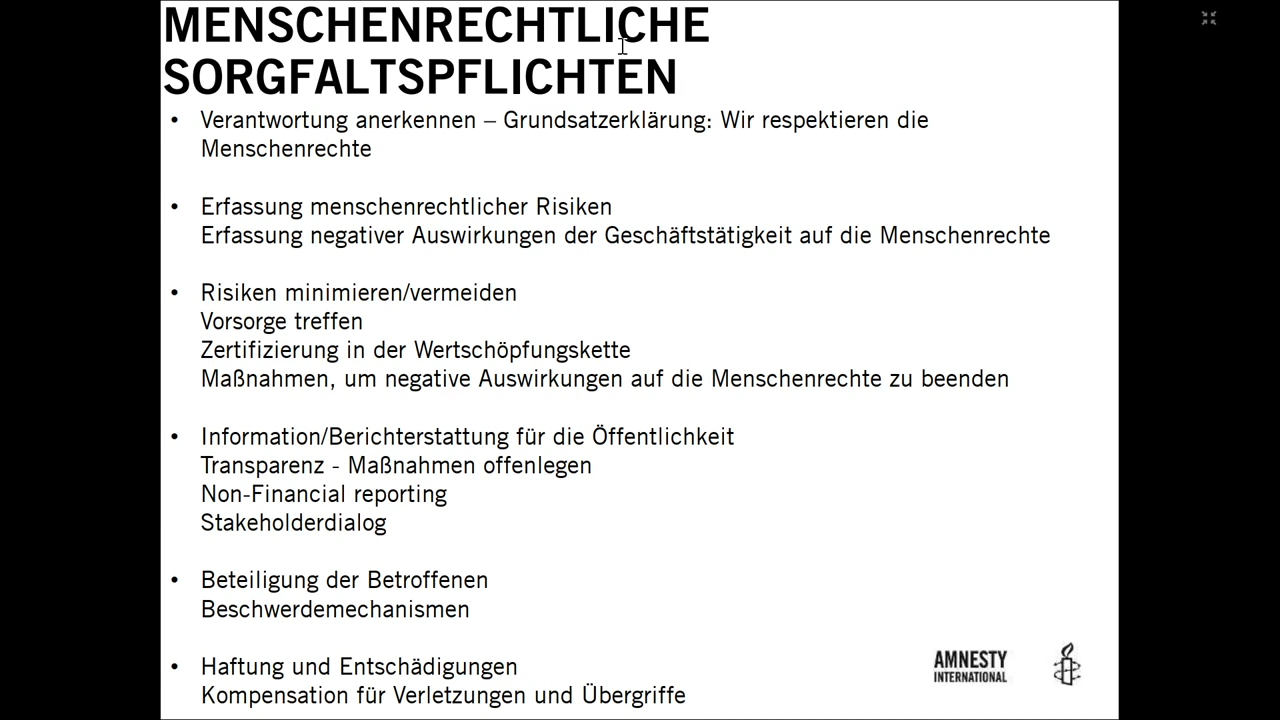 MENSCHENRECHTLICHE
SORGFALTSPFLICHTEN
• Verantwortung anerkennen – Grundsatzerklärung: Wir respektieren die
Menschenrechte
• Erfassung menschenrechtlicher Risiken
Erfassung negativer Auswirkungen der Geschäftstätigkeit auf die Menschenrechte
• Risiken minimieren/vermeiden
Vorsorge treffen
Zertifizierung in der Wertschöpfungskette
Maßnahmen, um negative Auswirkungen auf die Menschenrechte zu beenden
• Information/Berichterstattung für die Öffentlichkeit
Transparenz - Maßnahmen offenlegen
Non-Financial reporting
Stakeholderdialog
• Beteiligung der Betroffenen
Beschwerdemechanismen
• Haftung und Entschädigungen
Kompensation für Verletzungen und Übergriffe
AMNESTY
INTERNATIONAL